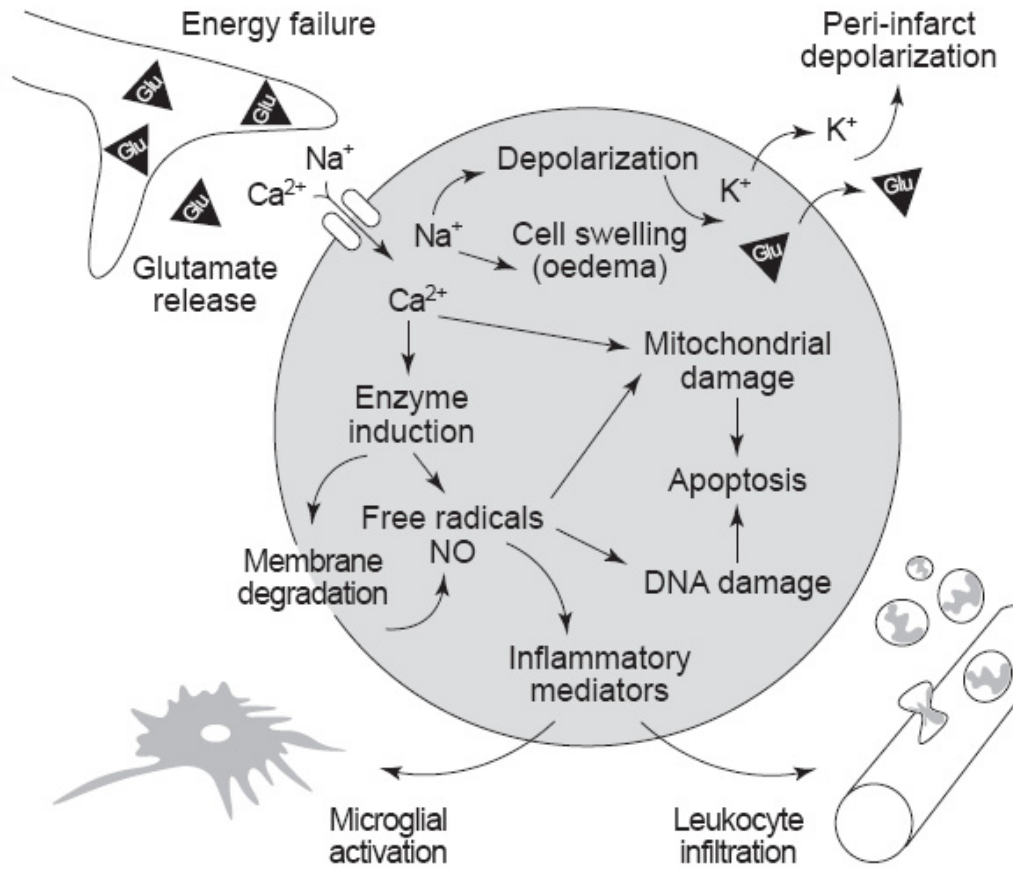 Energy failure
Peri-infarct
depolarization
Glu
Glu
Glu
Glu
Na⁺
Ca²⁺
Glutamate
release
Depolarization
Na⁺
Cell swelling
(oedema)
K⁺
K⁺
Glu
Glu
Ca²⁺
Mitochondrial
damage
Enzyme
induction
Apoptosis
Free radicals
NO
Membrane
degradation
DNA damage
Inflammatory
mediators
Microglial
activation
Leukocyte
infiltration